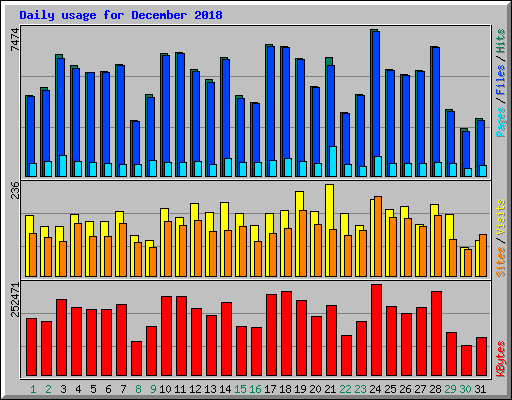 Daily usage for December 2018
7474
Pages / Files / Hits
236
Sites / Visits
252471
KBytes
1 2 3 4 5 6 7 8 9 10 11 12 13 14 15 16 17 18 19 20 21 22 23 24 25 26 27 28 29 30 31